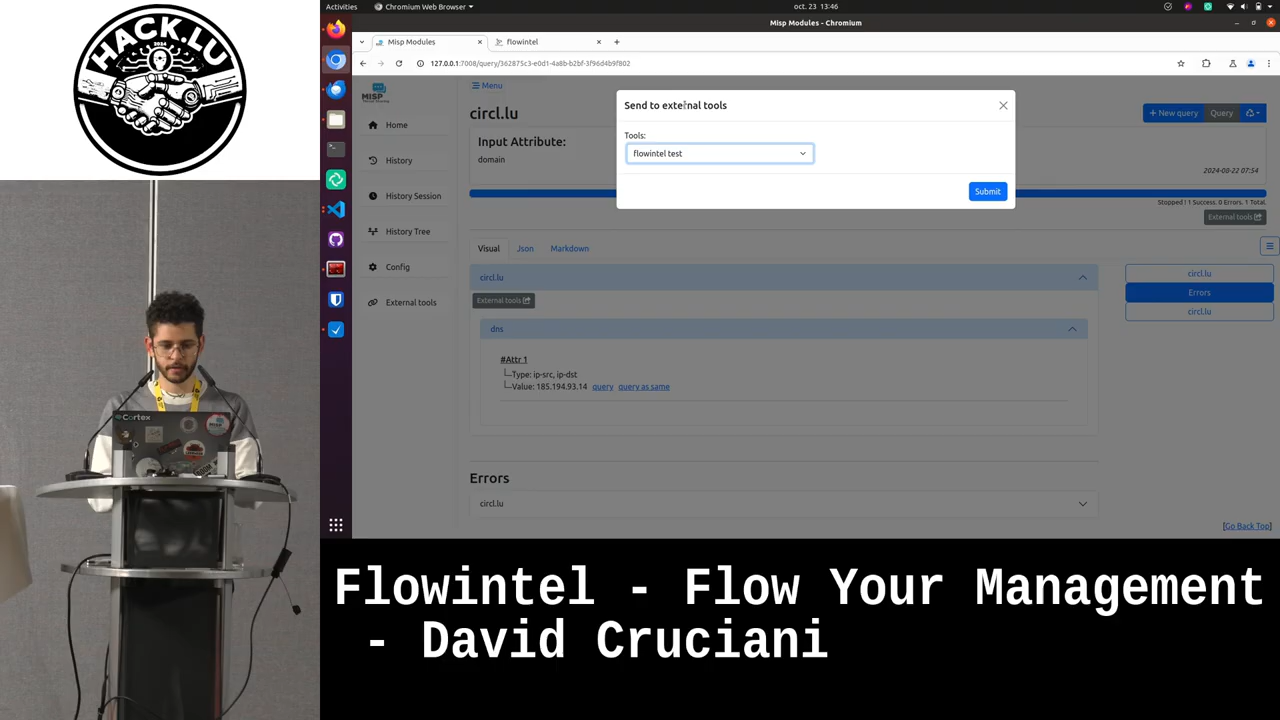 HACK.LU
2024
Activities
Chromium Web Browser
oct. 23 13:46
Misp Modules - Chromium
Misp Modules
flowintel
127.0.0.1:7008/query/362875c3-e0d1-4a8b-b2bf-3f96d4b9f802
MISP
Menu
Home
History
History Session
History Tree
Config
External tools
circl.lu
+ New query
Query
Input Attribute:
domain
2024-08-22 07:54
Stopped ! 1 Success. 0 Errors. 1 Total.
External tools
Send to external tools
Tools:
flowintel test
Submit
Visual
Json
Markdown
circl.lu
External tools
dns
#Attr 1
Type: ip-src, ip-dst
Value: 185.194.93.14 query query as same
circl.lu
Errors
circl.lu
Errors
circl.lu
[Go Back Top]
Cortex
Flowintel - Flow Your Management
- David Cruciani